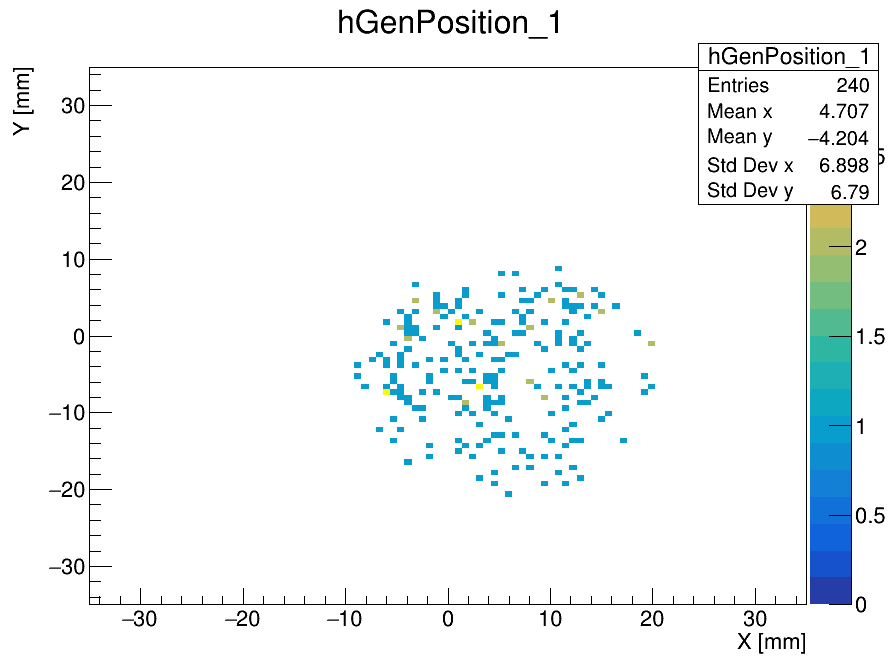 hGenPosition_1
hGenPosition_1
Entries 240
Mean x 4.707
Mean y −4.204
Std Dev x 6.898
Std Dev y 6.79
Y [mm]
30
20
10
0
−10
−20
−30
−30 −20 −10 0 10 20 30
X [mm]
2
1.5
1
0.5
0